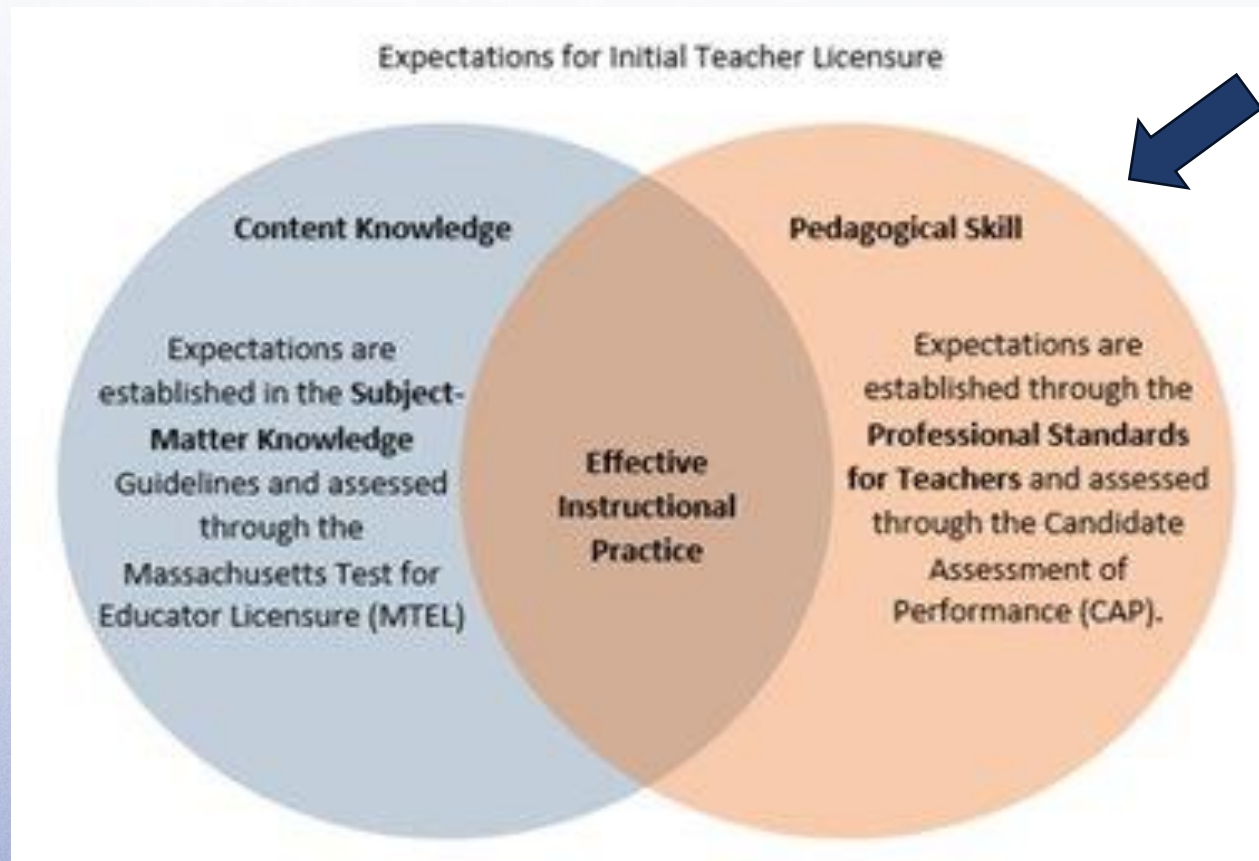 Expectations for Initial Teacher Licensure
Content Knowledge
Expectations are
established in the Subject-
Matter Knowledge
Guidelines and assessed
through the
Massachusetts Test for
Educator Licensure (MTEL)
Effective
Instructional
Practice
Pedagogical Skill
Expectations are
established through the
Professional Standards
for Teachers and assessed
through the Candidate
Assessment of
Performance (CAP).